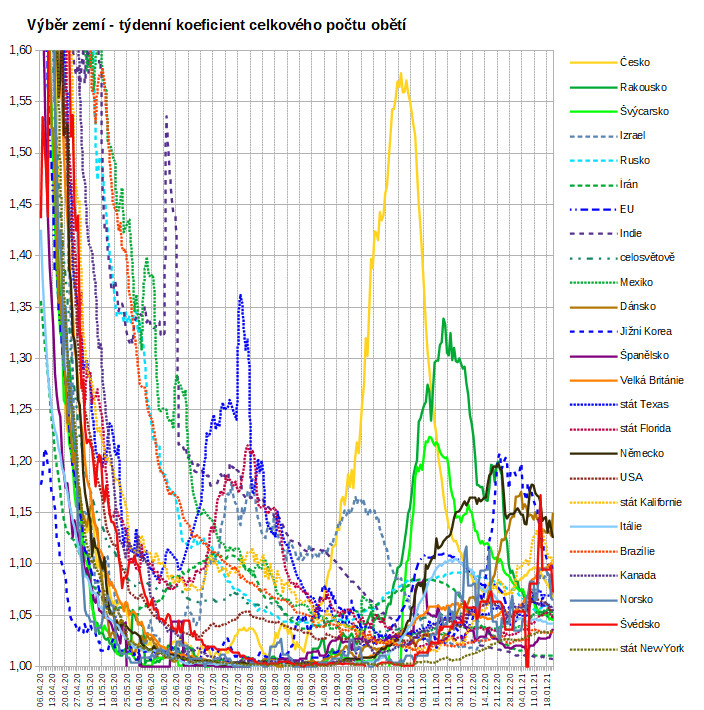 Výběr zemí - týdenní koeficient celkového počtu obětí
1,60
1,55
1,50
1,45
1,40
1,35
1,30
1,25
1,20
1,15
1,10
1,05
1,00
Česko
Rakousko
Švýcarsko
Izrael
Rusko
Írán
EU
Indie
celosvětově
Mexiko
Dánsko
Jižní Korea
Španělsko
Velká Británie
stát Texas
stát Florida
Německo
USA
stát Kalifornie
Itálie
Brazílie
Kanada
Norsko
Švédsko
stát NewYork
06.04.20
13.04.20
20.04.20
27.04.20
04.05.20
11.05.20
18.05.20
25.05.20
01.06.20
08.06.20
15.06.20
22.06.20
29.06.20
06.07.20
13.07.20
20.07.20
27.07.20
03.08.20
10.08.20
17.08.20
24.08.20
31.08.20
07.09.20
14.09.20
21.09.20
28.09.20
05.10.20
12.10.20
19.10.20
26.10.20
02.11.20
09.11.20
16.11.20
23.11.20
30.11.20
07.12.20
14.12.20
21.12.20
28.12.20
04.01.21
11.01.21
18.01.21